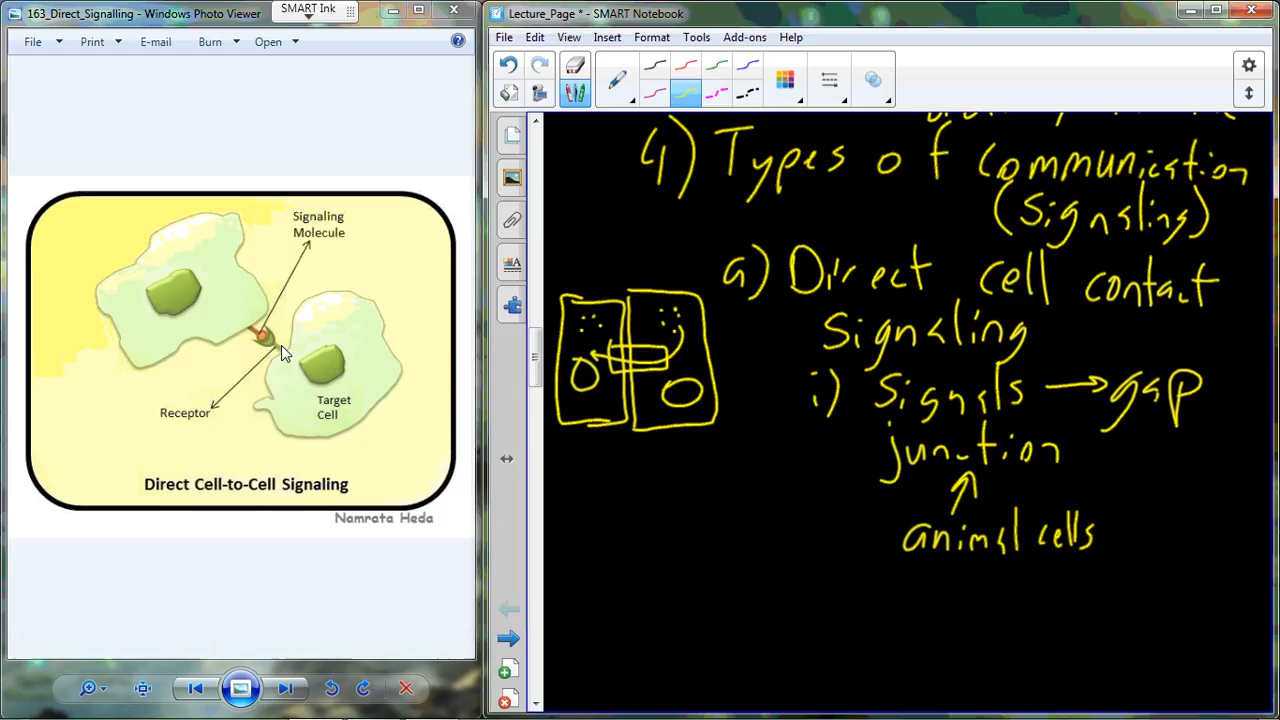 163_Direct_Signalling - Windows Photo Viewer
SMART Ink
File Print E-mail Burn Open
Signaling
Molecule
Receptor
Target
Cell
Direct Cell-to-Cell Signaling
Namrata Heda
Lecture_Page * - SMART Notebook
File Edit View Insert Format Tools Add-ons Help
4) Types of communication
(signaling)
a) Direct cell contact
signaling
i) Signals → gap
junction
↑
animal cells